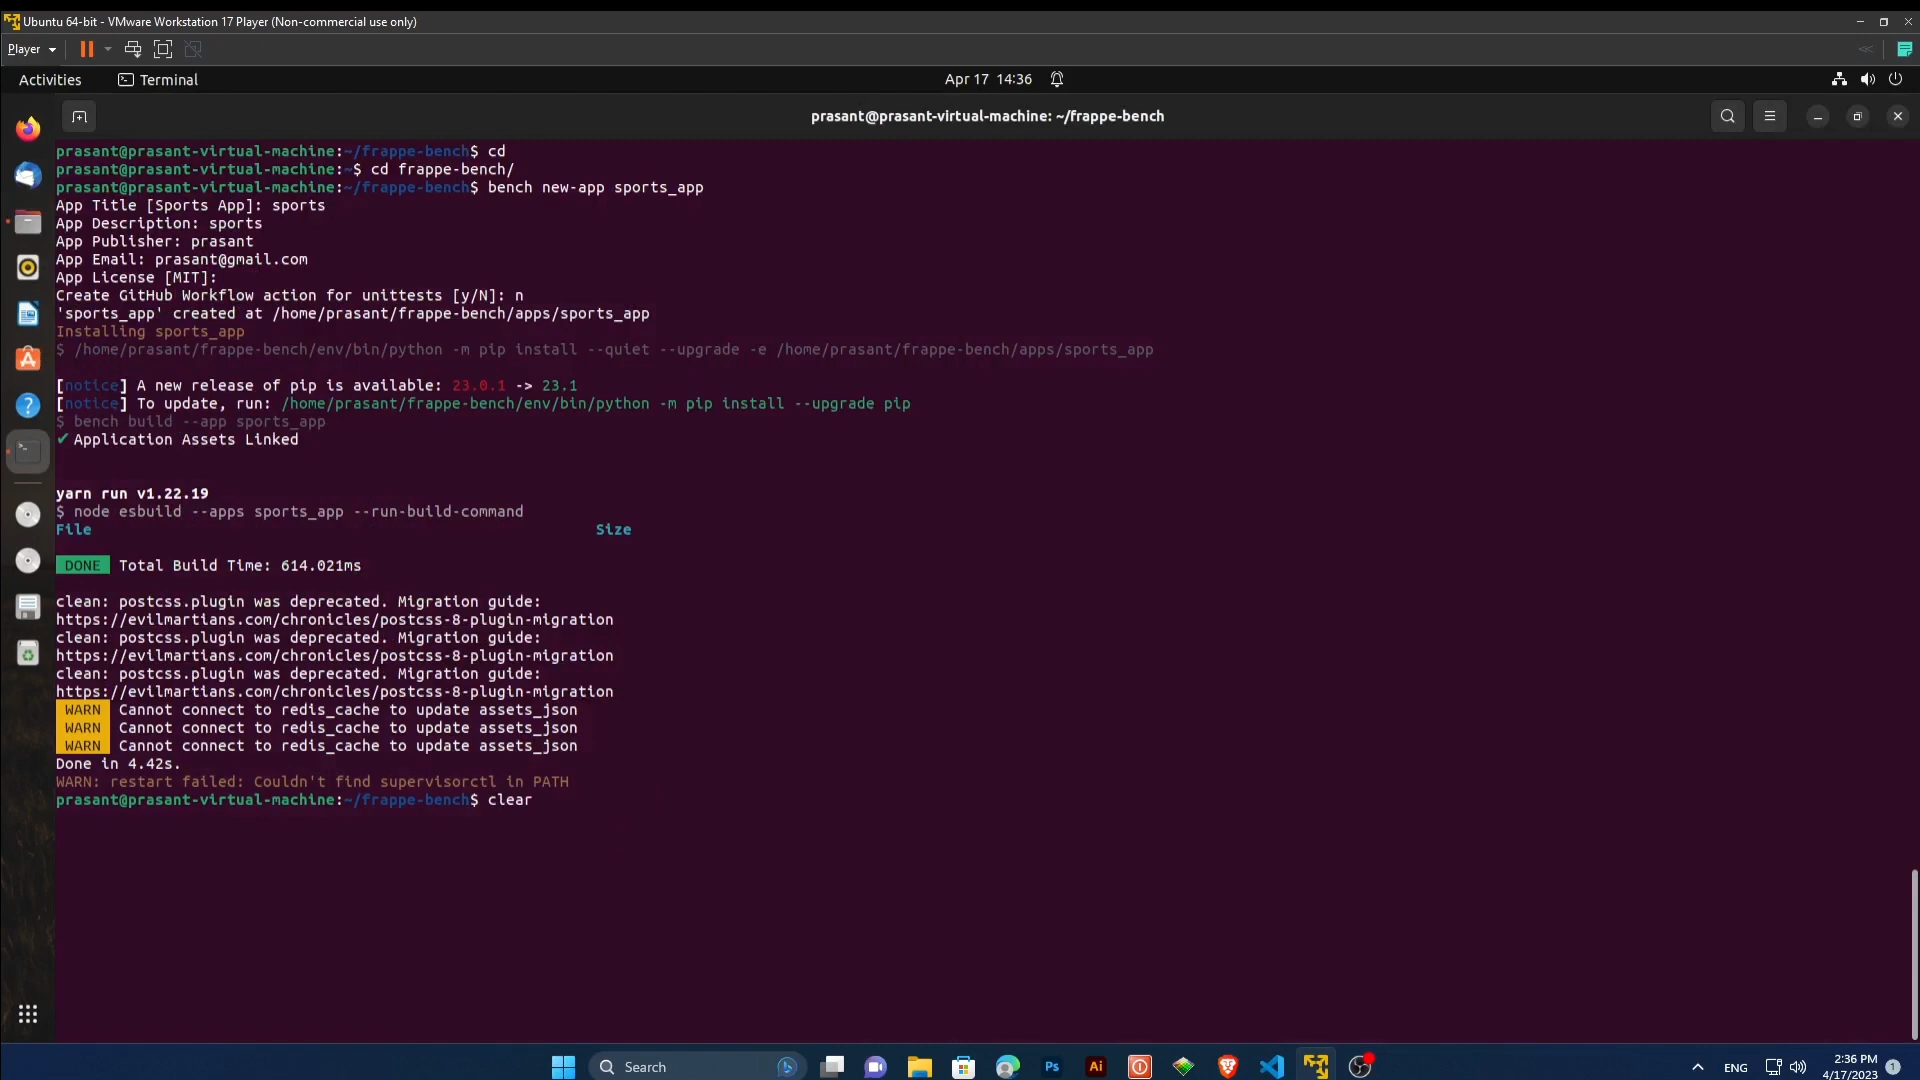 Ubuntu 64-bit - VMware Workstation 17 Player (Non-commercial use only)
Player
Activities
Terminal
Apr 17 14:36
prasant@prasant-virtual-machine: ~/frappe-bench
prasant@prasant-virtual-machine:~/frappe-bench$ cd
prasant@prasant-virtual-machine:~$ cd frappe-bench/
prasant@prasant-virtual-machine:~/frappe-bench$ bench new-app sports_app
App Title [Sports App]: sports
App Description: sports
App Publisher: prasant
App Email: prasant@gmail.com
App License [MIT]:
Create GitHub Workflow action for unittests [y/N]: n
'sports_app' created at /home/prasant/frappe-bench/apps/sports_app
Installing sports_app
$ /home/prasant/frappe-bench/env/bin/python -m pip install --quiet --upgrade -e /home/prasant/frappe-bench/apps/sports_app
[notice] A new release of pip is available: 23.0.1 -> 23.1
[notice] To update, run: /home/prasant/frappe-bench/env/bin/python -m pip install --upgrade pip
$ bench build --app sports_app
✔ Application Assets Linked
yarn run v1.22.19
$ node esbuild --apps sports_app --run-build-command
File Size
DONE Total Build Time: 614.021ms
clean: postcss.plugin was deprecated. Migration guide:
https://evilmartians.com/chronicles/postcss-8-plugin-migration
clean: postcss.plugin was deprecated. Migration guide:
https://evilmartians.com/chronicles/postcss-8-plugin-migration
clean: postcss.plugin was deprecated. Migration guide:
https://evilmartians.com/chronicles/postcss-8-plugin-migration
WARN Cannot connect to redis_cache to update assets_json
WARN Cannot connect to redis_cache to update assets_json
WARN Cannot connect to redis_cache to update assets_json
Done in 4.42s.
WARN: restart failed: Couldn't find supervisorctl in PATH
prasant@prasant-virtual-machine:~/frappe-bench$ clear
Search
Ps
Ai
ENG
2:36 PM
4/17/2023
1